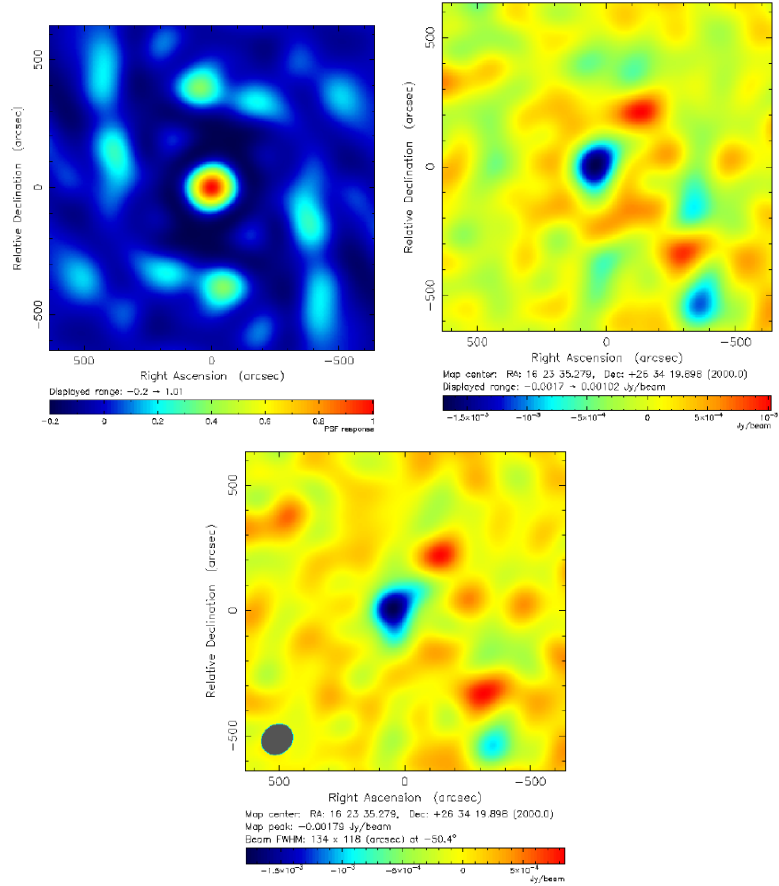 500
0
-500
Relative Declination (arcsec)
500 0 -500
Right Ascension (arcsec)
Displayed range: -0.2 → 1.01
-0.2 0 0.2 0.4 0.6 0.8 1
PSF response
500
0
-500
Relative Declination (arcsec)
500 0 -500
Right Ascension (arcsec)
Map center: RA: 16 23 35.279, Dec: +26 34 19.898 (2000.0)
Displayed range: -0.0017 → 0.00102 Jy/beam
-1.5×10⁻³ -10⁻³ -5×10⁻⁴ 0 5×10⁻⁴ 10⁻³
Jy/beam
500
0
-500
Relative Declination (arcsec)
500 0 -500
Right Ascension (arcsec)
Map center: RA: 16 23 35.279, Dec: +26 34 19.898 (2000.0)
Map peak: -0.00179 Jy/beam
Beam FWHM: 134 x 118 (arcsec) at -50.4°
-1.5×10⁻³ -10⁻³ -5×10⁻⁴ 0 5×10⁻⁴
Jy/beam